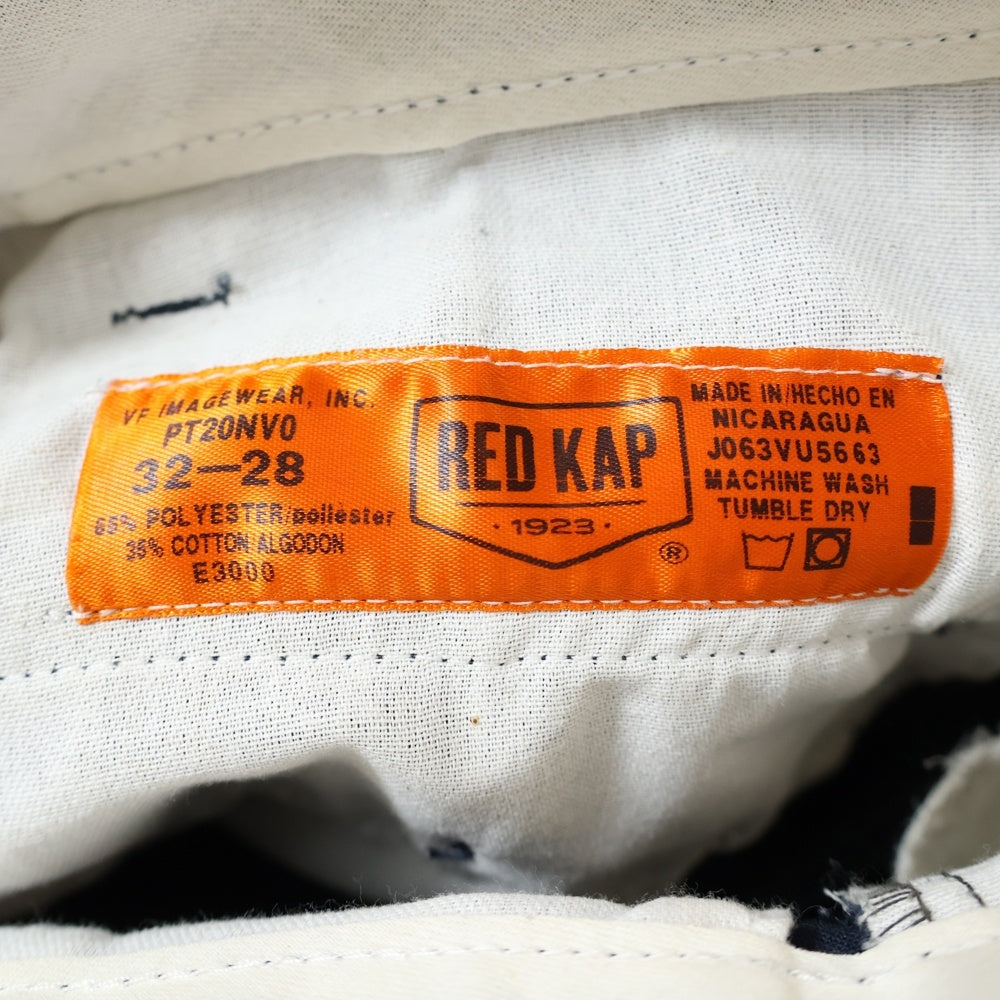 VF IMAGEWEAR, INC.
PT20NV0
32-28
65% POLYESTER/poliéster
35% COTTON ALGODON
E3000
RED KAP
· 1923 ·
®
MADE IN/HECHO EN
NICARAGUA
J063VU5663
MACHINE WASH
TUMBLE DRY